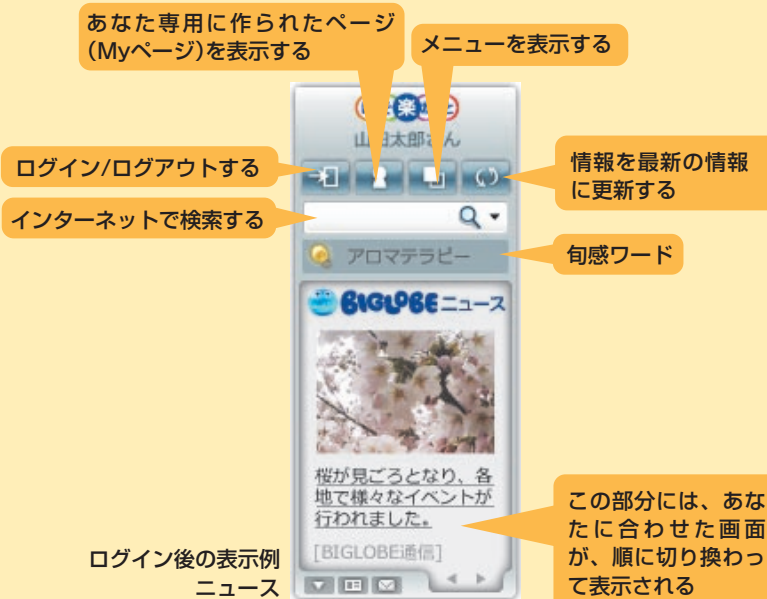 あなた専用に作られたページ
(Myページ)を表示する
メニューを表示する
山田太郎さん
ログイン/ログアウトする
情報を最新の情報
に更新する
インターネットで検索する
アロマテラピー
旬感ワード
BIGLOBEニュース
桜が見ごろとなり、各
地で様々なイベントが
行われました。
[BIGLOBE通信]
この部分には、あな
たに合わせた画面
が、順に切り換わっ
て表示される
ログイン後の表示例
ニュース